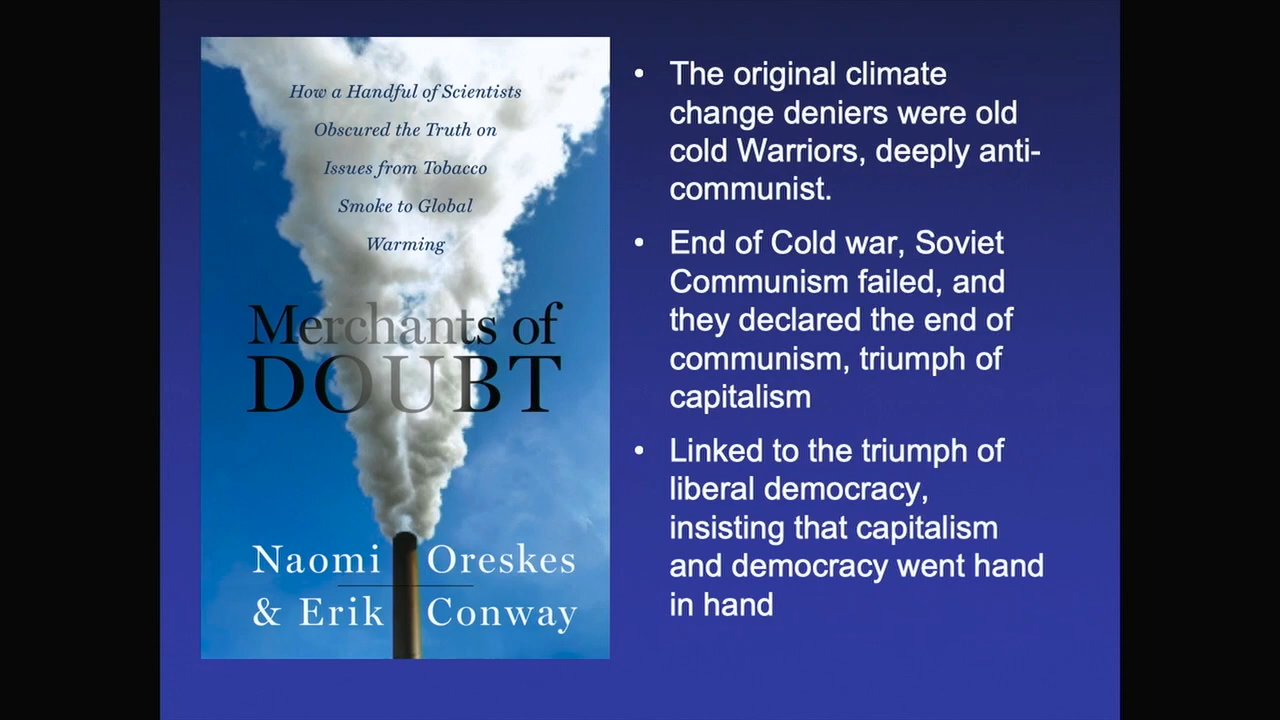 How a Handful of Scientists
Obscured the Truth on
Issues from Tobacco
Smoke to Global
Warming
Merchants of
DOUBT
Naomi Oreskes
& Erik Conway
• The original climate
change deniers were old
cold Warriors, deeply anti-
communist.
• End of Cold war, Soviet
Communism failed, and
they declared the end of
communism, triumph of
capitalism
• Linked to the triumph of
liberal democracy,
insisting that capitalism
and democracy went hand
in hand